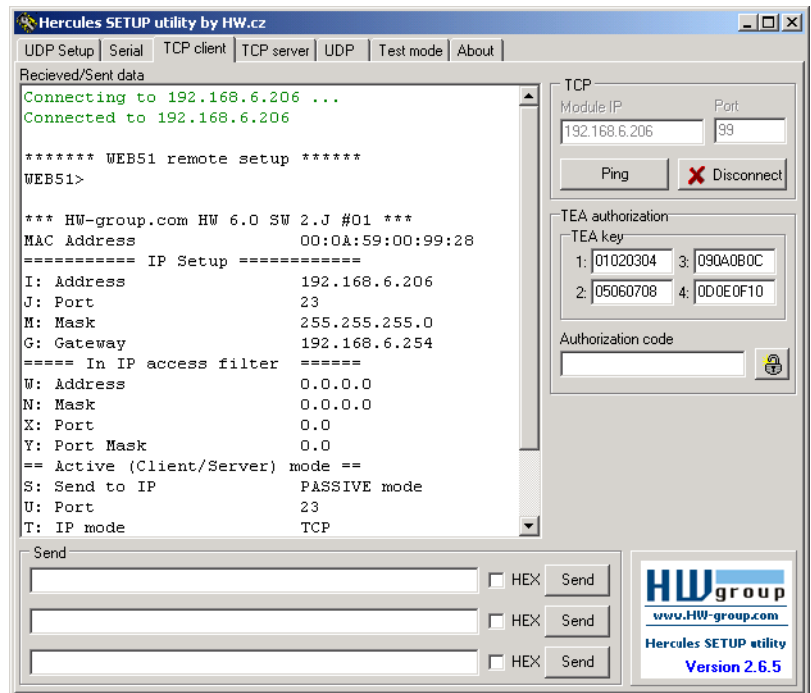 Hercules SETUP utility by HW.cz
UDP Setup Serial TCP client TCP server UDP Test mode About
Recieved/Sent data
Connecting to 192.168.6.206 ...
Connected to 192.168.6.206
******* WEB51 remote setup ******
WEB51>
*** HW-group.com HW 6.0 SW 2.J #01 ***
MAC Address 00:0A:59:00:99:28
=========== IP Setup ============
I: Address 192.168.6.206
J: Port 23
M: Mask 255.255.255.0
G: Gateway 192.168.6.254
===== In IP access filter ======
W: Address 0.0.0.0
N: Mask 0.0.0.0
X: Port 0.0
Y: Port Mask 0.0
== Active (Client/Server) mode ==
S: Send to IP PASSIVE mode
U: Port 23
T: IP mode TCP
TCP
Module IP Port
192.168.6.206 99
Ping Disconnect
TEA authorization
TEA key
1: 01020304 3: 090A0B0C
2: 05060708 4: 0D0E0F10
Authorization code
Send
HEX Send
HEX Send
HEX Send
HW group
www.HW-group.com
Hercules SETUP utility
Version 2.6.5